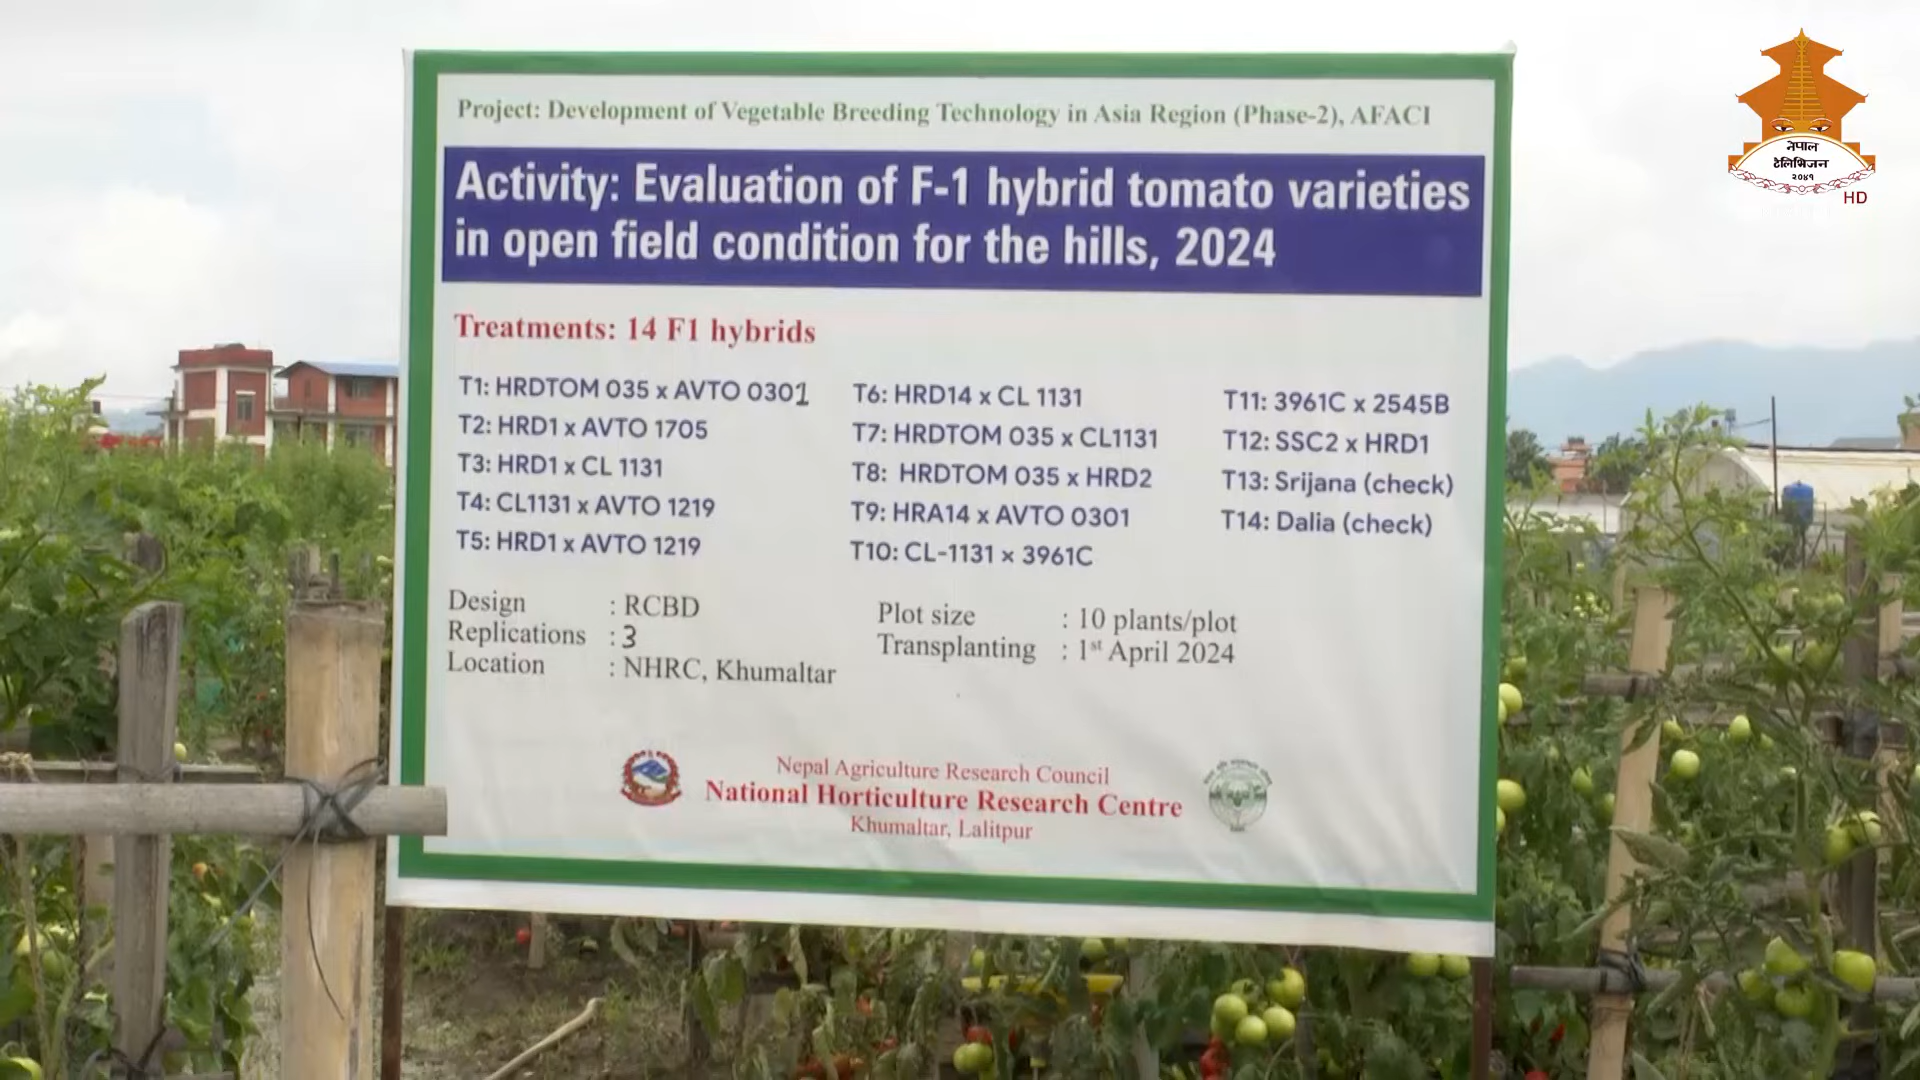 Project: Development of Vegetable Breeding Technology in Asia Region (Phase-2), AFACI
Activity: Evaluation of F-1 hybrid tomato varieties
in open field condition for the hills, 2024
Treatments: 14 F1 hybrids
T1: HRDTOM 035 x AVTO 0301
T2: HRD1 x AVTO 1705
T3: HRD1 x CL 1131
T4: CL1131 x AVTO 1219
T5: HRD1 x AVTO 1219
T6: HRD14 x CL 1131
T7: HRDTOM 035 x CL1131
T8: HRDTOM 035 x HRD2
T9: HRA14 x AVTO 0301
T10: CL-1131 × 3961C
T11: 3961C x 2545B
T12: SSC2 x HRD1
T13: Srijana (check)
T14: Dalia (check)
Design : RCBD
Replications : 3
Location : NHRC, Khumaltar
Plot size : 10 plants/plot
Transplanting : 1st April 2024
Nepal Agriculture Research Council
National Horticulture Research Centre
Khumaltar, Lalitpur
नेपाल
टेलिभिजन
२०४१
HD